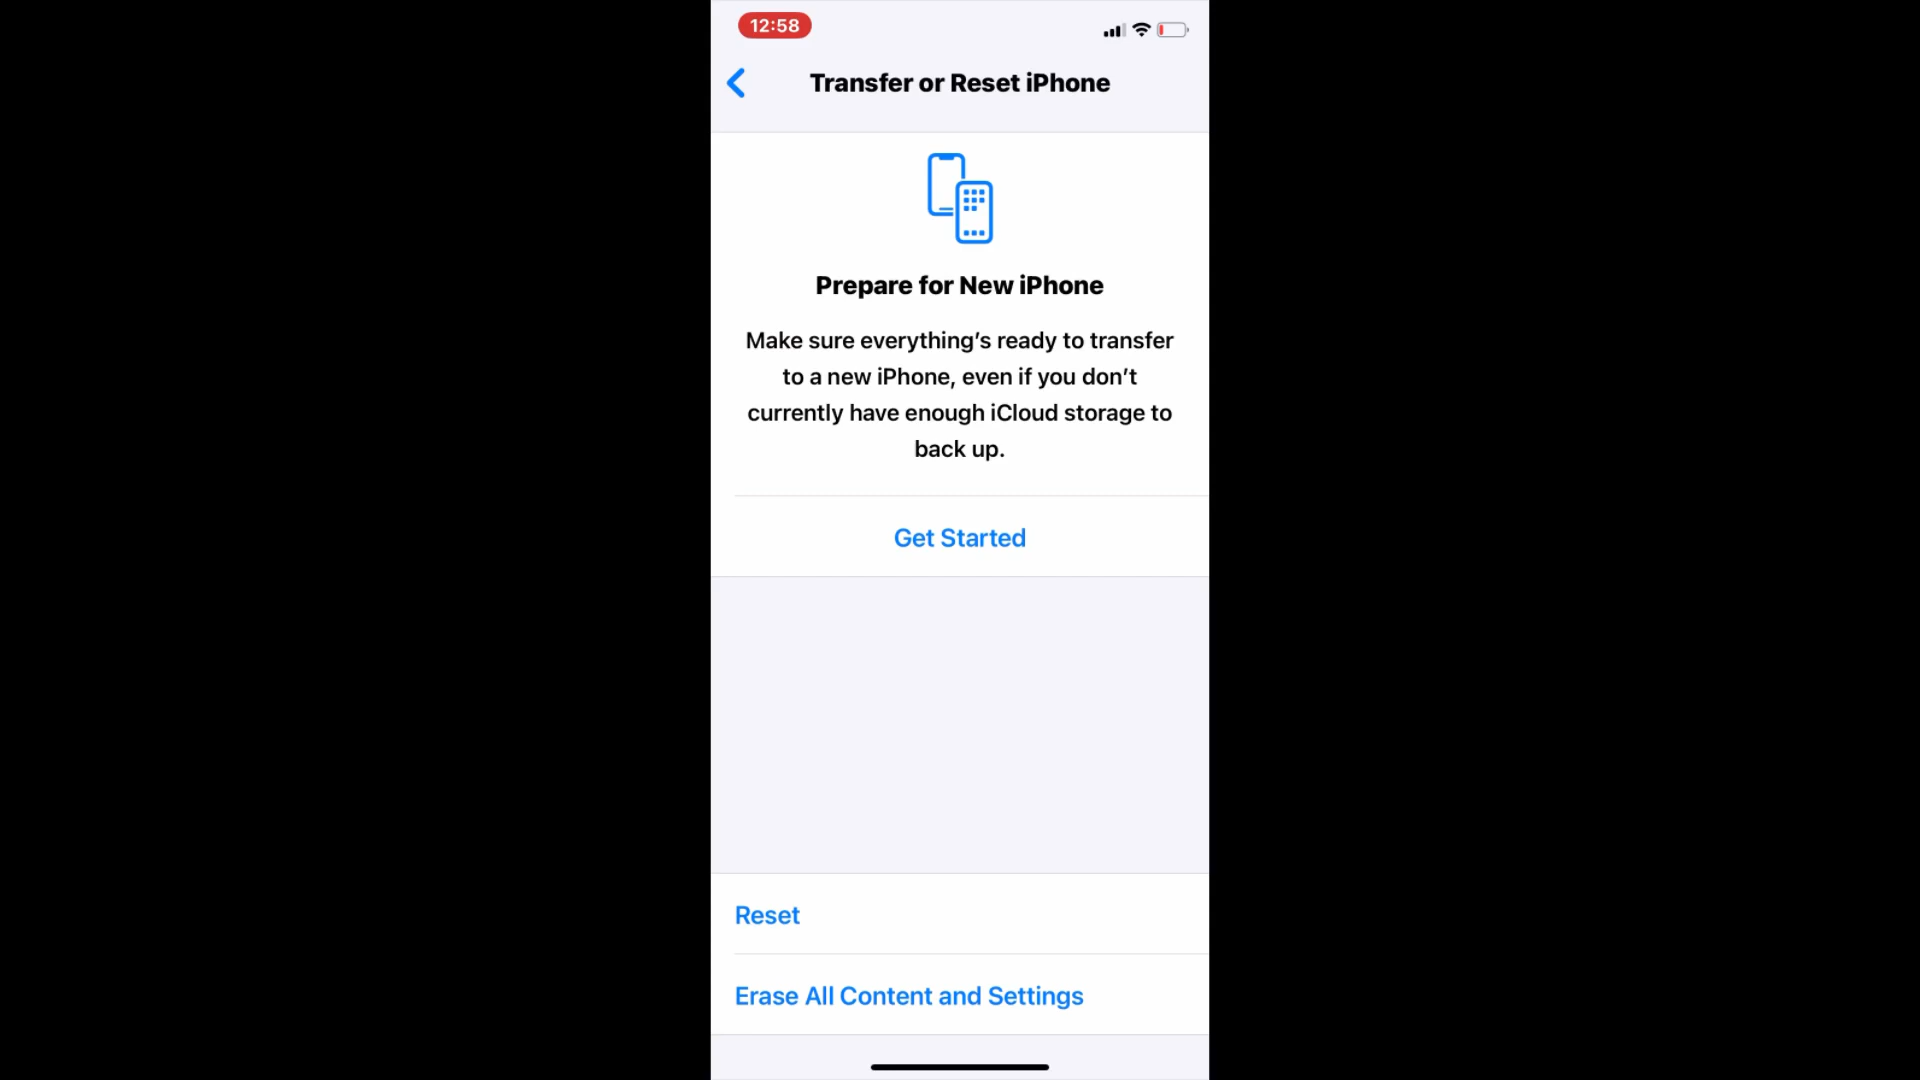 12:58
Transfer or Reset iPhone
Prepare for New iPhone
Make sure everything’s ready to transfer
to a new iPhone, even if you don’t
currently have enough iCloud storage to
back up.
Get Started
Reset
Erase All Content and Settings